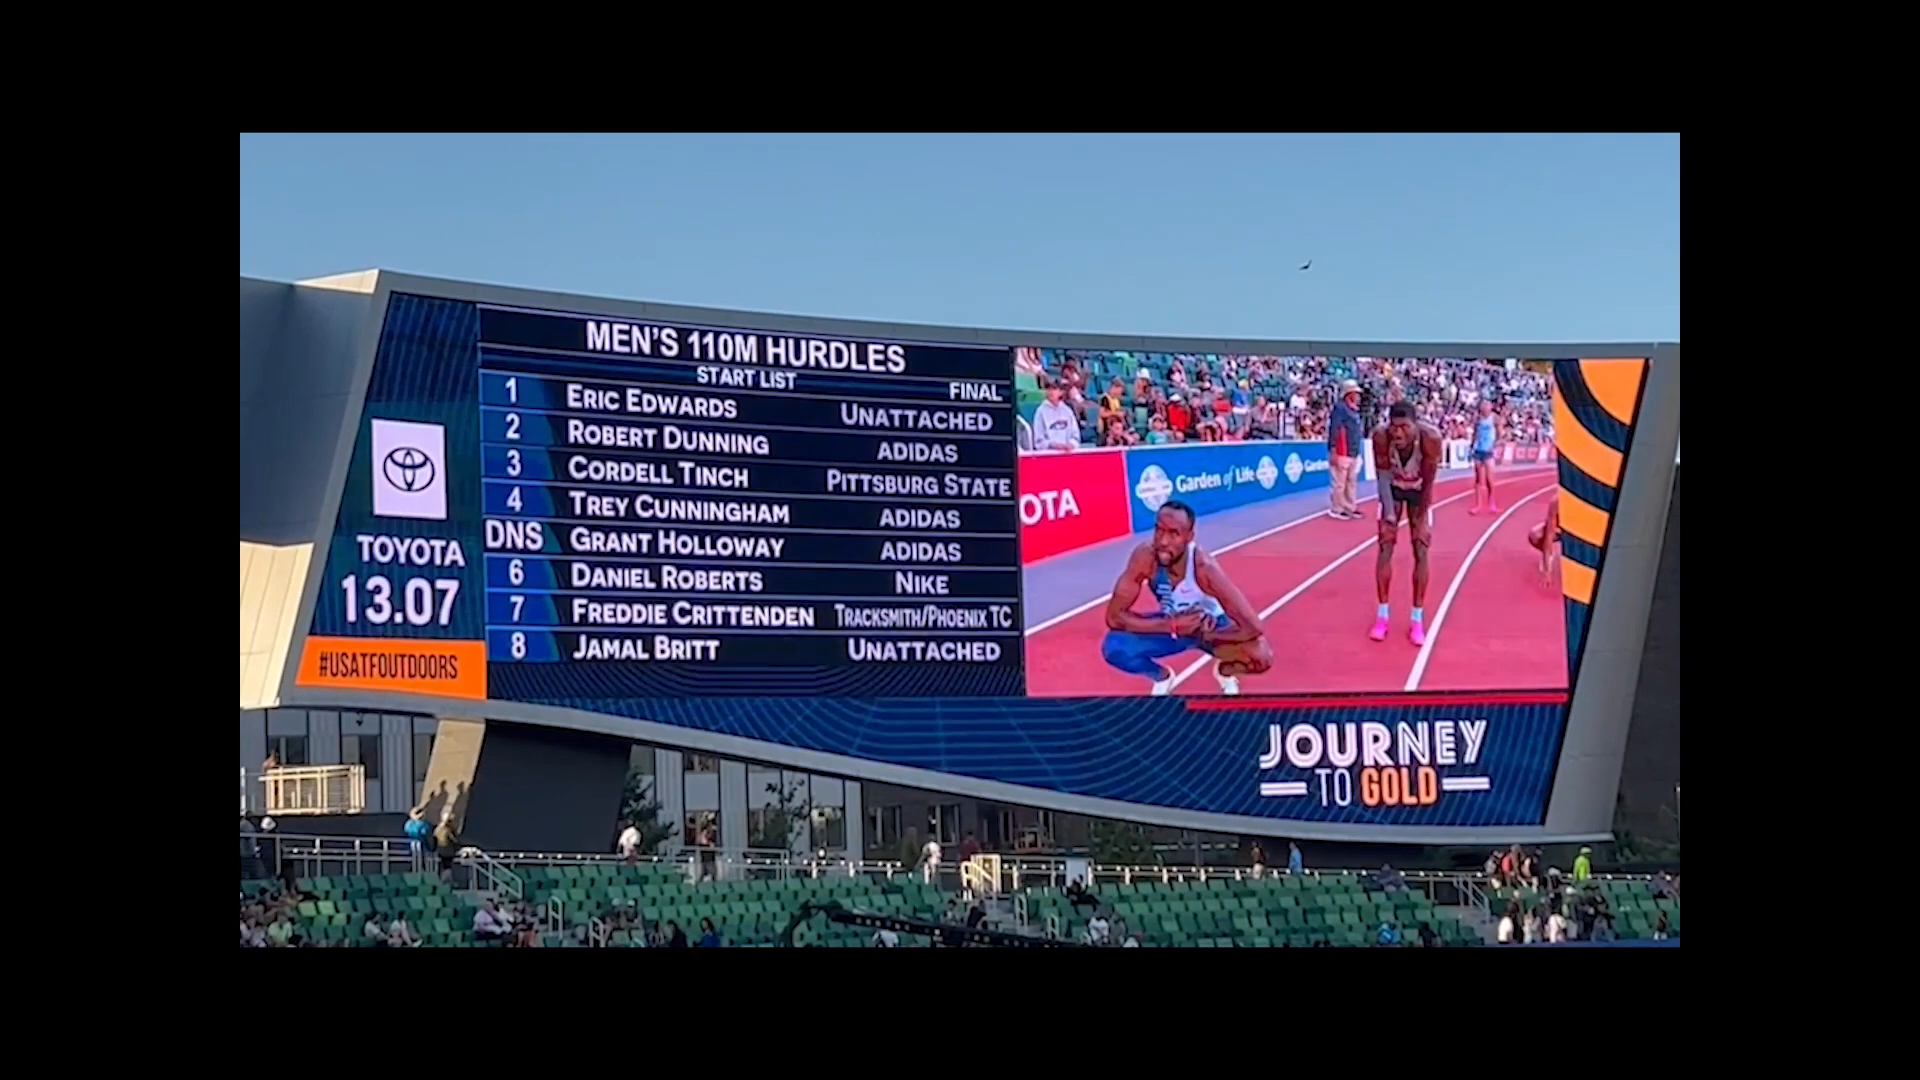 MEN'S 110M HURDLES
START LIST
FINAL
1 ERIC EDWARDS UNATTACHED
2 ROBERT DUNNING ADIDAS
3 CORDELL TINCH PITTSBURG STATE
4 TREY CUNNINGHAM ADIDAS
DNS GRANT HOLLOWAY ADIDAS
6 DANIEL ROBERTS NIKE
7 FREDDIE CRITTENDEN TRACKSMITH/PHOENIX TC
8 JAMAL BRITT UNATTACHED
TOYOTA
13.07
#USATFOUTDOORS
OTA
Garden of Life
Garden
JOURNEY
TO GOLD